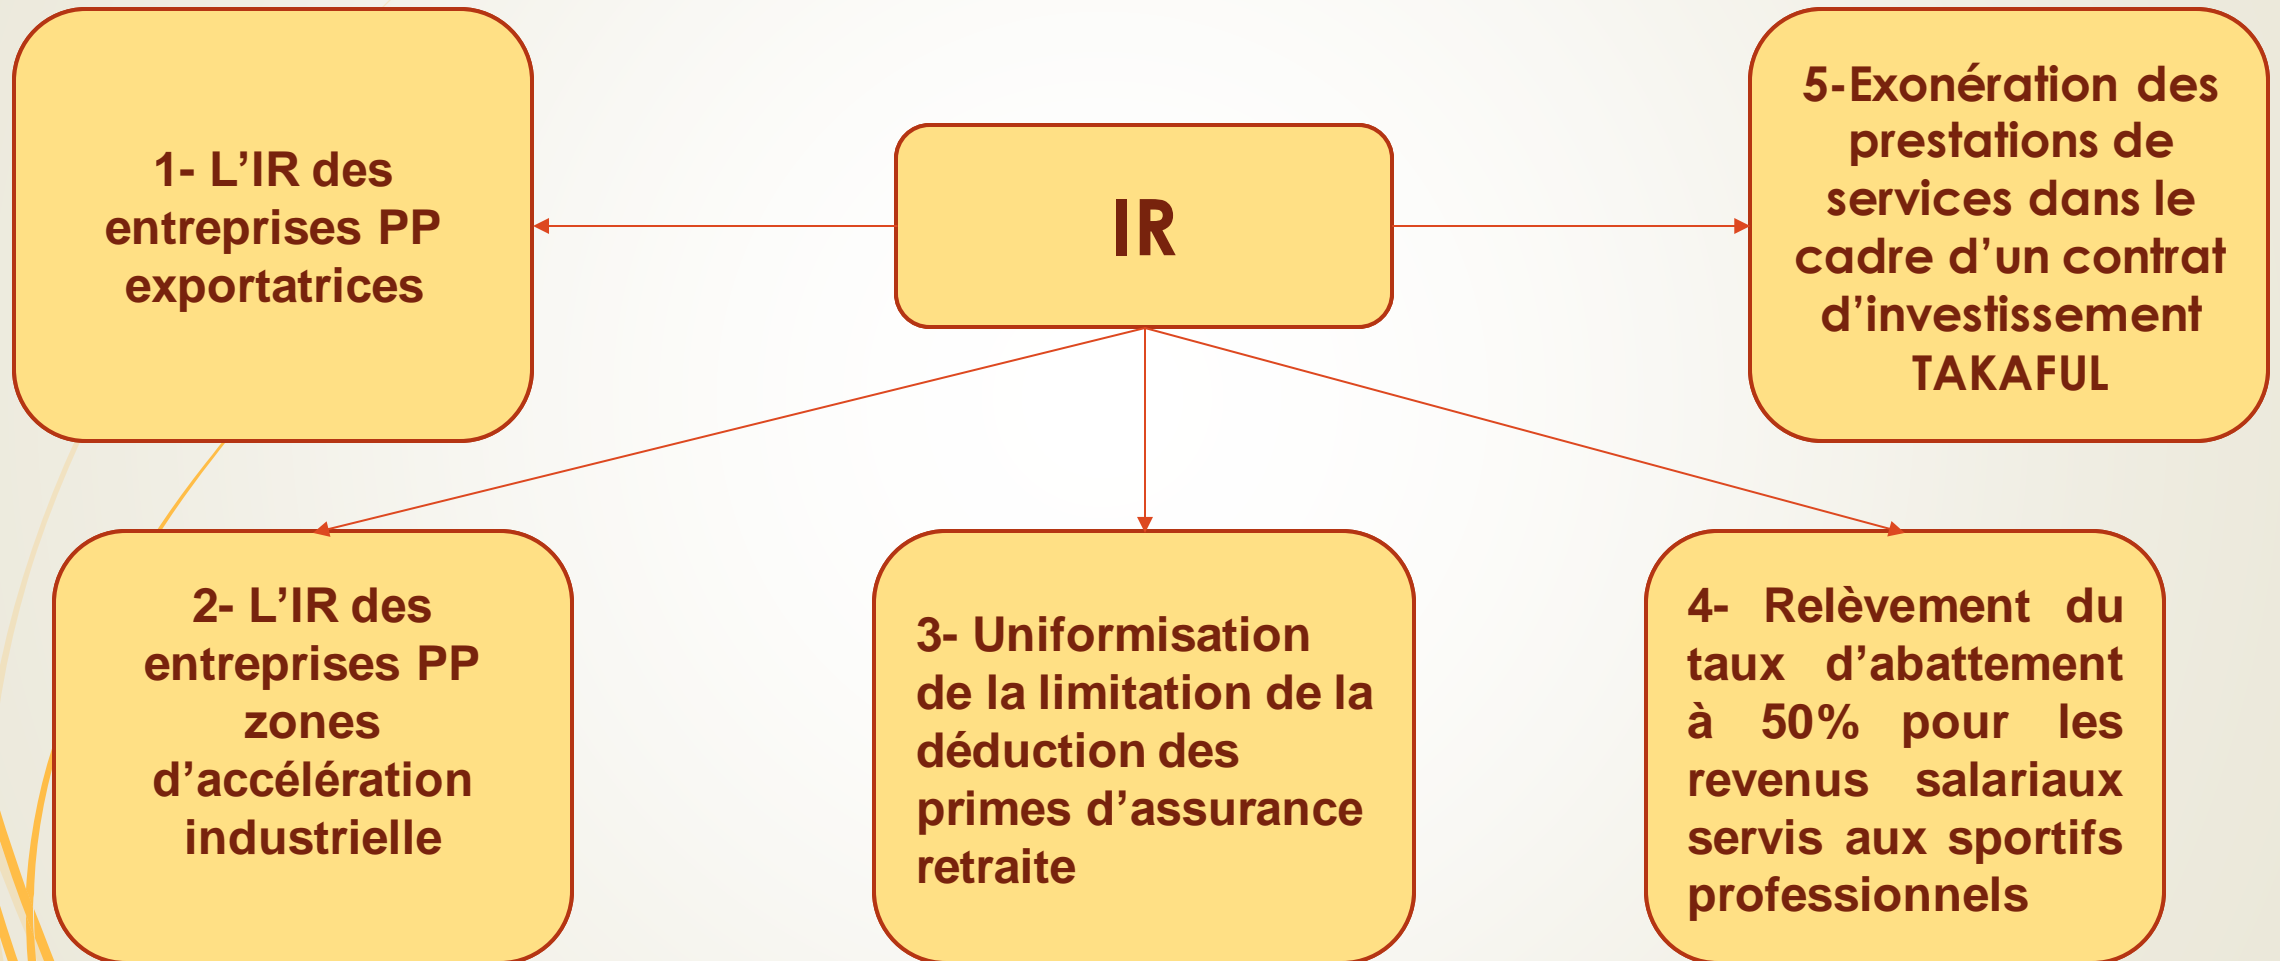 1- L’IR des
entreprises PP
exportatrices
IR
5-Exonération des
prestations de
services dans le
cadre d’un contrat
d’investissement
TAKAFUL
2- L’IR des
entreprises PP
zones
d’accélération
industrielle
3- Uniformisation
de la limitation de la
déduction des
primes d’assurance
retraite
4- Relèvement du
taux d’abattement
à 50% pour les
revenus salariaux
servis aux sportifs
professionnels